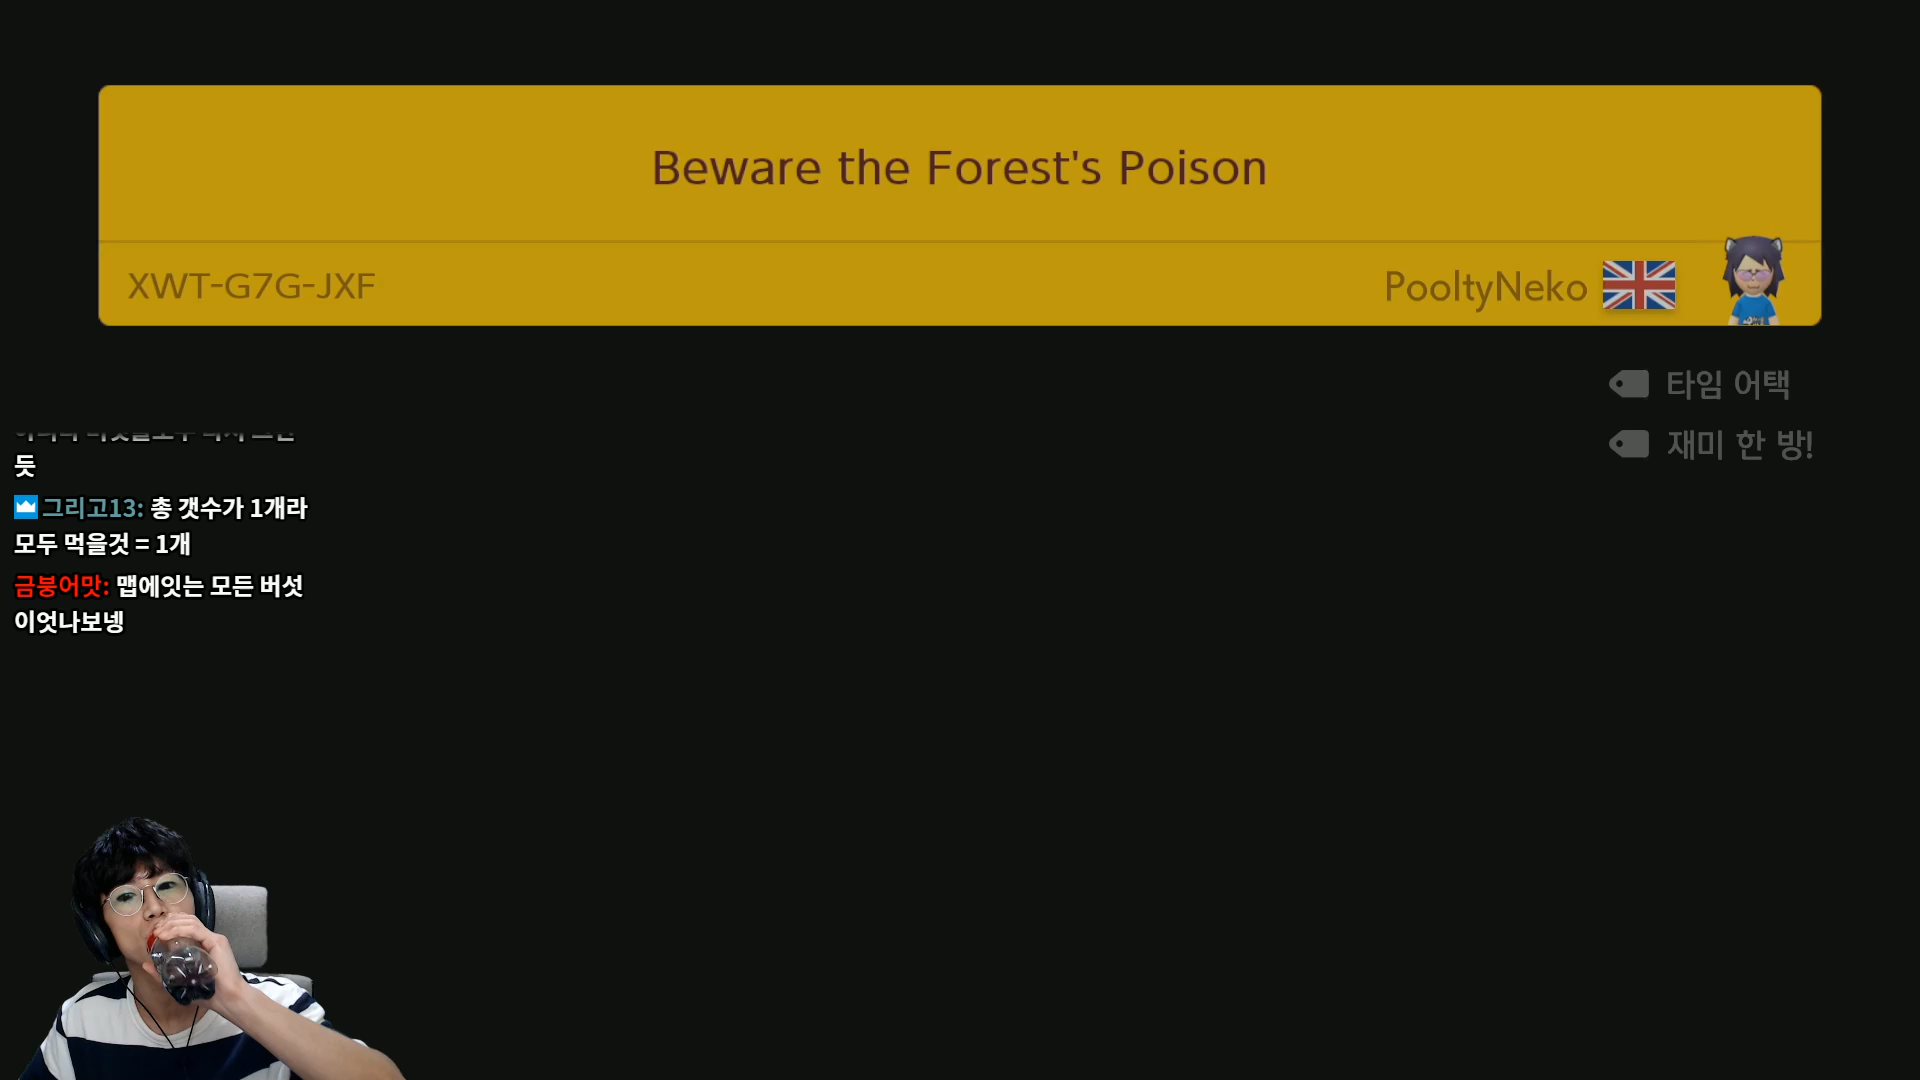 Beware the Forest's Poison
XWT-G7G-JXF
PooltyNeko
타임 어택
재미 한 방!
듯
그리고13: 총 갯수가 1개라
모두 먹을것 = 1개
금붕어맛: 맵에잇는 모든 버섯
이엇나보넹